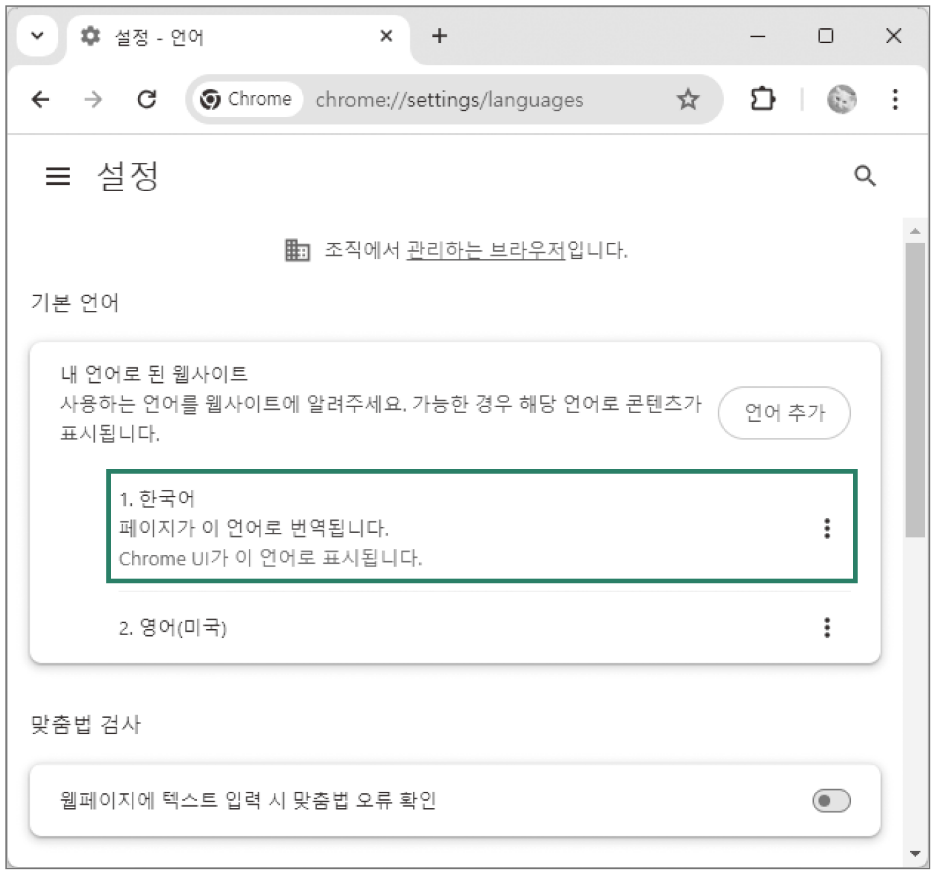 설정 - 언어
Chrome
chrome://settings/languages
설정
조직에서 관리하는 브라우저입니다.
기본 언어
내 언어로 된 웹사이트
사용하는 언어를 웹사이트에 알려주세요. 가능한 경우 해당 언어로 콘텐츠가
표시됩니다.
언어 추가
1. 한국어
페이지가 이 언어로 번역됩니다.
Chrome UI가 이 언어로 표시됩니다.
2. 영어(미국)
맞춤법 검사
웹페이지에 텍스트 입력 시 맞춤법 오류 확인